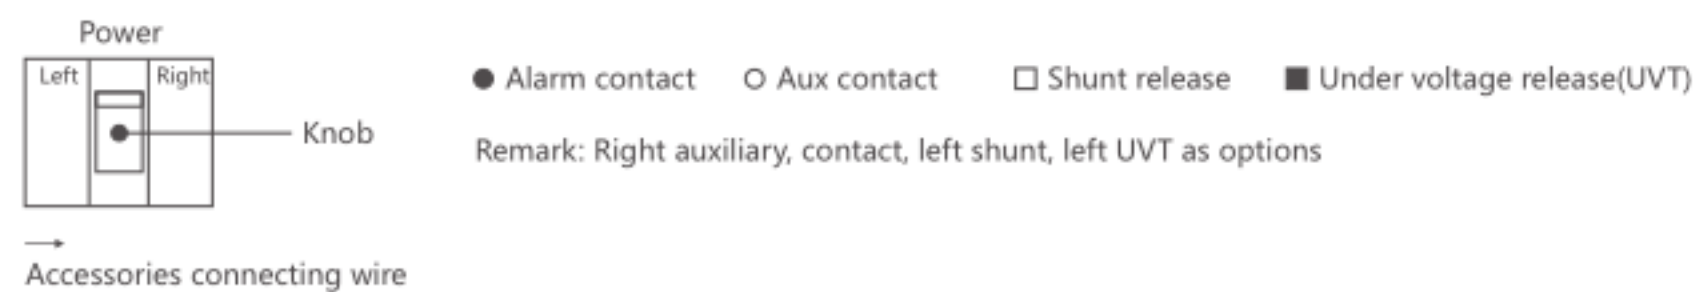 Power
Left
Right
Knob
Alarm contact
Aux contact
Shunt release
Under voltage release(UVT)
Remark: Right auxiliary, contact, left shunt, left UVT as options
Accessories connecting wire